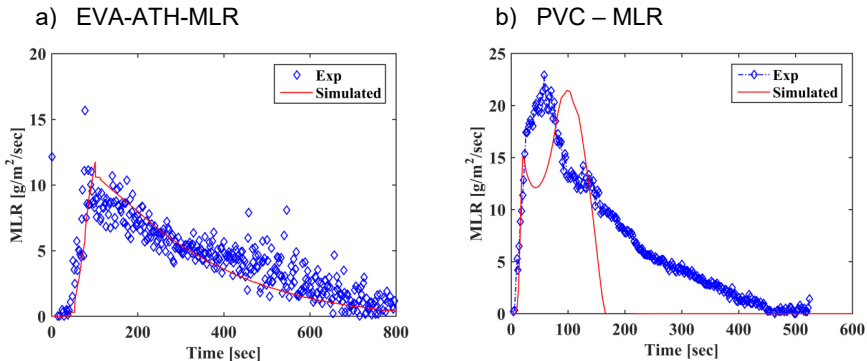 a) EVA-ATH-MLR
b) PVC – MLR
20
15
10
5
0
MLR [g/m²/sec]
0 200 400 600 800
Time [sec]
Exp
Simulated
25
20
15
10
5
0
MLR [g/m²/sec]
0 100 200 300 400 500 600
Time [sec]
Exp
Simulated